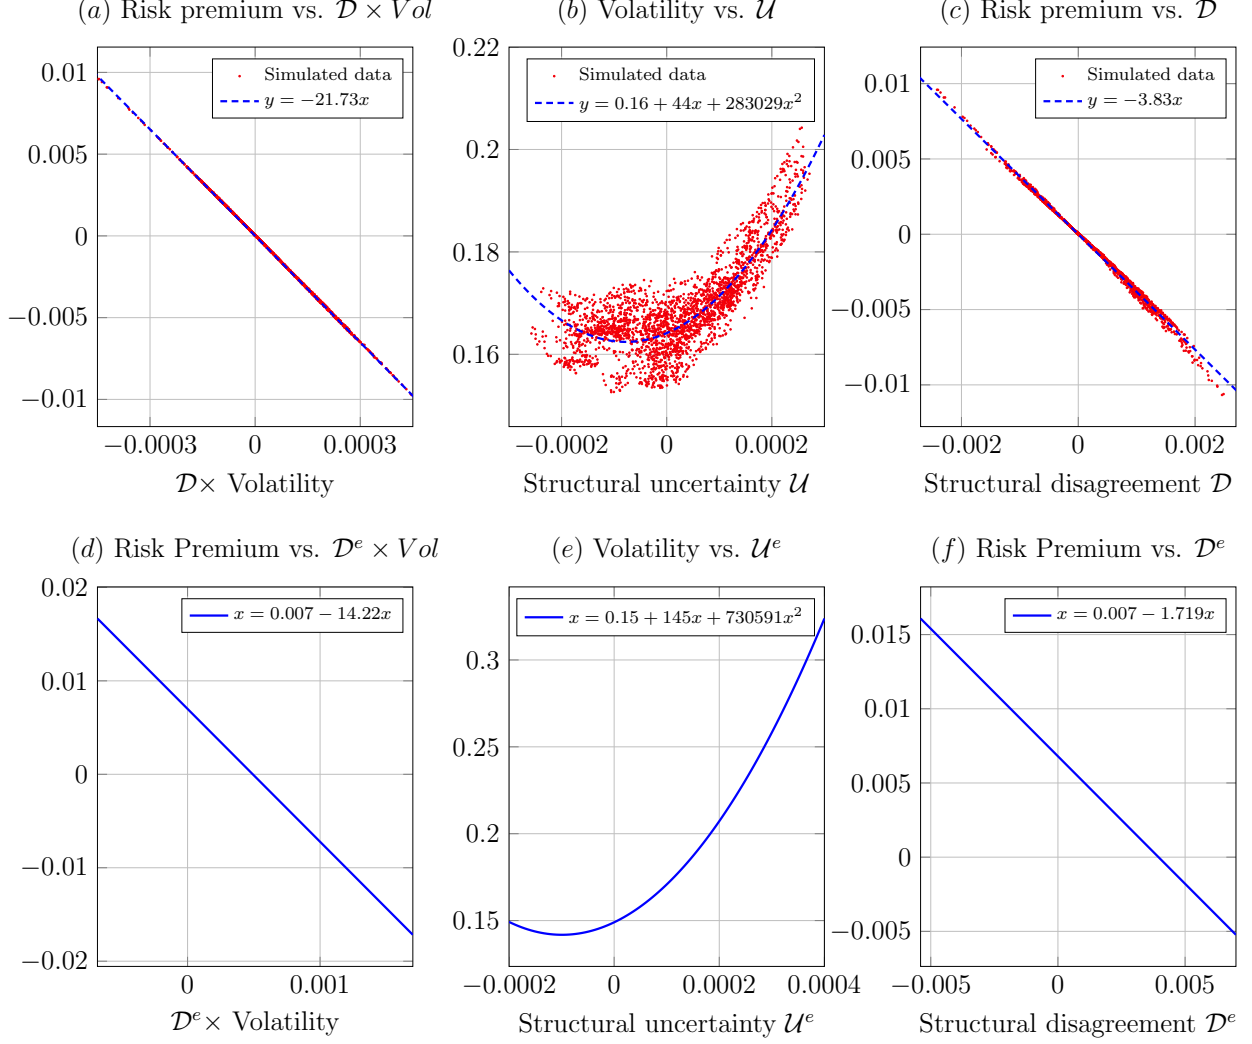 (a) Risk premium vs. 𝒟 × Vol
0.01
0.005
0
−0.005
−0.01
Simulated data
y = −21.73x
−0.0003
0
0.0003
𝒟× Volatility
(b) Volatility vs. 𝒰
0.22
0.2
0.18
0.16
Simulated data
y = 0.16 + 44x + 283029x²
−0.0002
0
0.0002
Structural uncertainty 𝒰
(c) Risk premium vs. 𝒟
0.01
0.005
0
−0.005
−0.01
Simulated data
y = −3.83x
−0.002
0
0.002
Structural disagreement 𝒟
(d) Risk Premium vs. 𝒟ᵉ × Vol
0.02
0.01
0
−0.01
−0.02
x = 0.007 − 14.22x
0
0.001
𝒟ᵉ× Volatility
(e) Volatility vs. 𝒰ᵉ
0.3
0.25
0.2
0.15
x = 0.15 + 145x + 730591x²
−0.0002
0
0.0002
0.0004
Structural uncertainty 𝒰ᵉ
(f) Risk Premium vs. 𝒟ᵉ
0.015
0.01
0.005
0
−0.005
x = 0.007 − 1.719x
−0.005
0
0.005
Structural disagreement 𝒟ᵉ